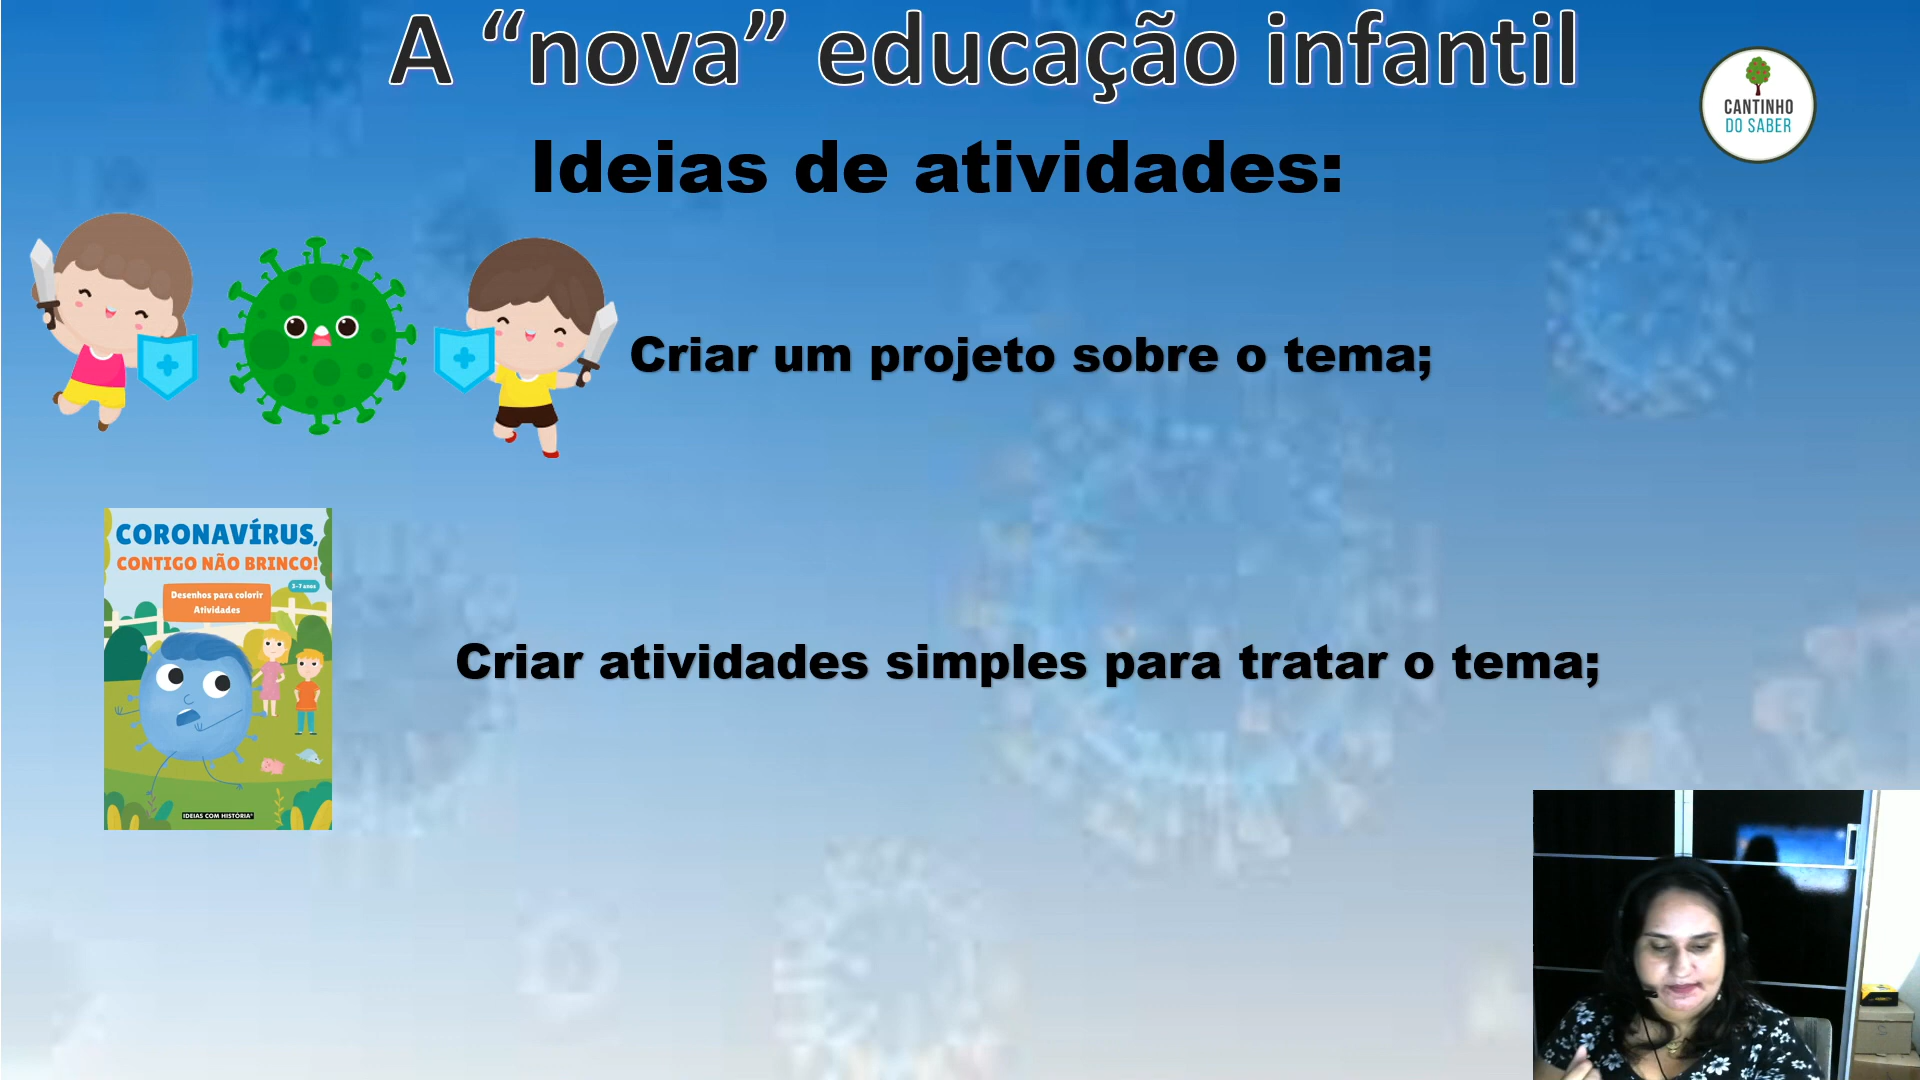 A “nova” educação infantil
CANTINHO
DO SABER
Ideias de atividades:
Criar um projeto sobre o tema;
CORONAVÍRUS,
CONTIGO NÃO BRINCO!
3-7 anos
Desenhos para colorir
Atividades
Criar atividades simples para tratar o tema;
IDEIAS COM HISTÓRIA®